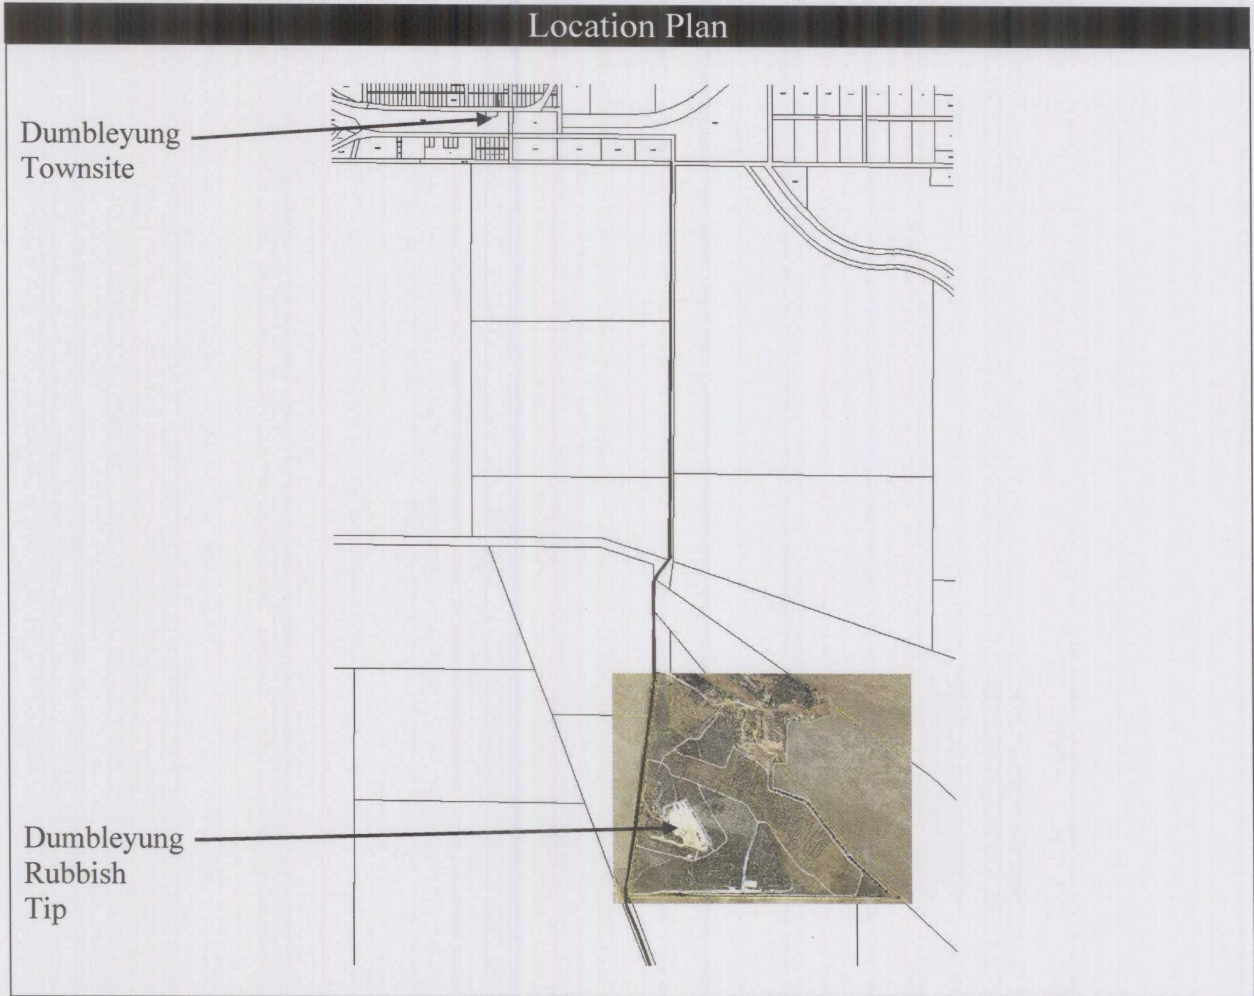 Location Plan
Dumbleyung
Townsite
Dumbleyung
Rubbish
Tip